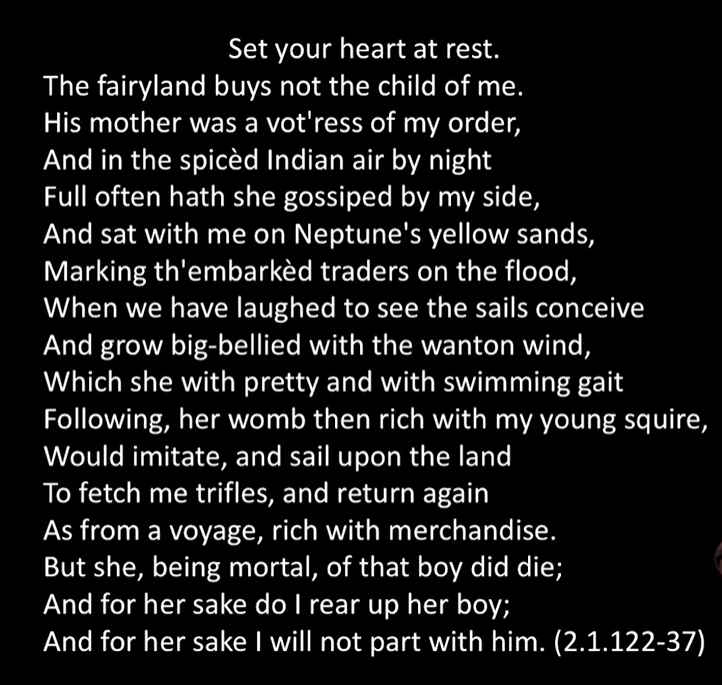 Set your heart at rest.
The fairyland buys not the child of me.
His mother was a vot'ress of my order,
And in the spicèd Indian air by night
Full often hath she gossiped by my side,
And sat with me on Neptune's yellow sands,
Marking th'embarkèd traders on the flood,
When we have laughed to see the sails conceive
And grow big-bellied with the wanton wind,
Which she with pretty and with swimming gait
Following, her womb then rich with my young squire,
Would imitate, and sail upon the land
To fetch me trifles, and return again
As from a voyage, rich with merchandise.
But she, being mortal, of that boy did die;
And for her sake do I rear up her boy;
And for her sake I will not part with him. (2.1.122-37)